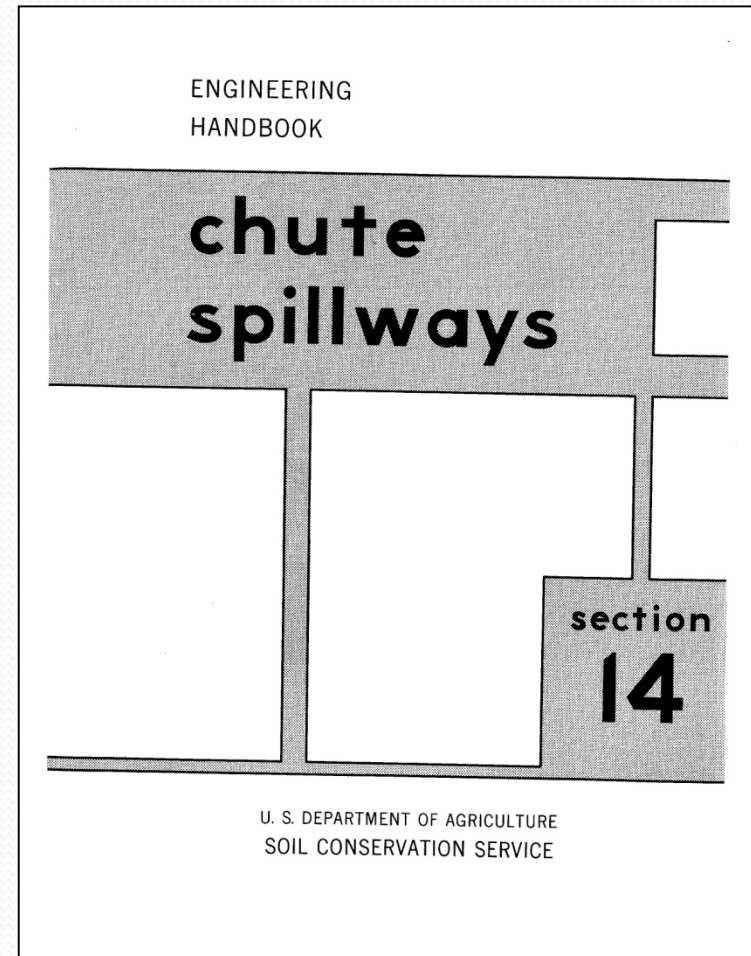 ENGINEERING
HANDBOOK
chute
spillways
section
14
U. S. DEPARTMENT OF AGRICULTURE
SOIL CONSERVATION SERVICE